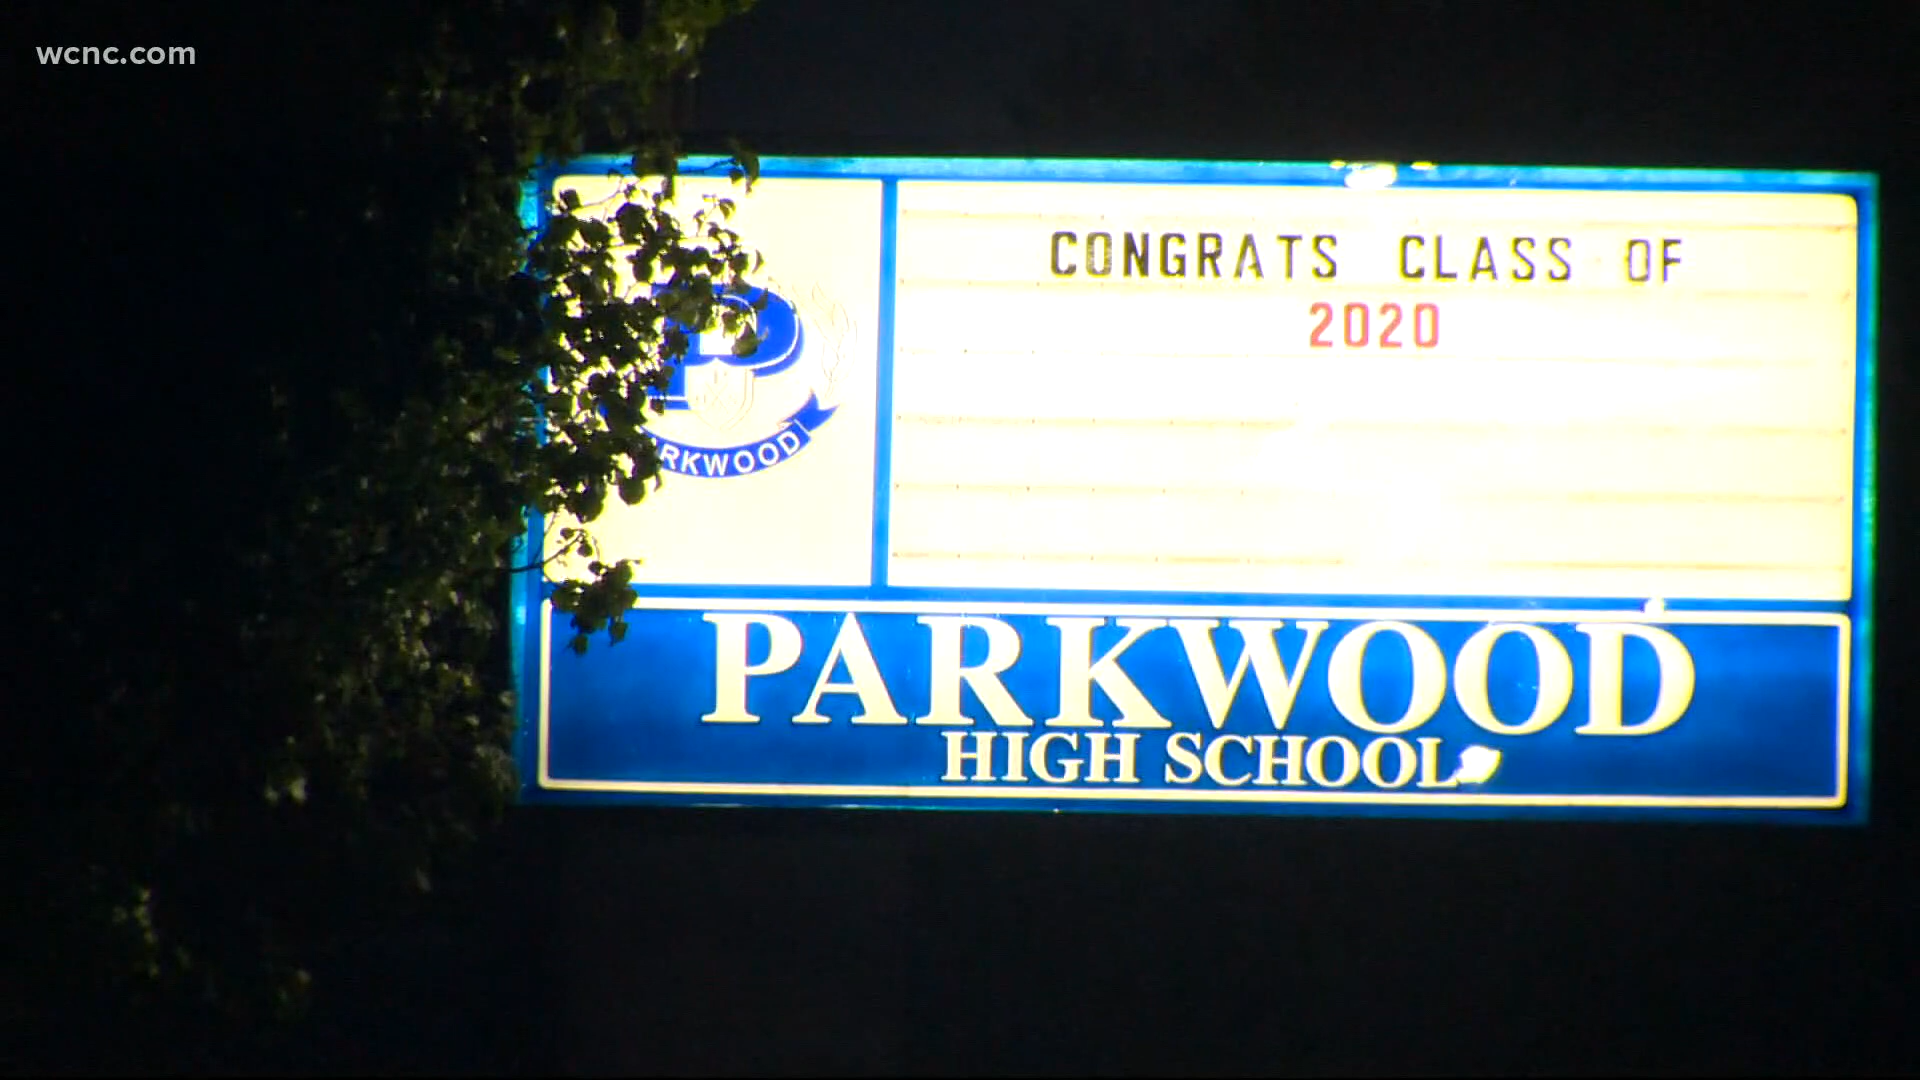 wcnc.com
CONGRATS CLASS OF
2020
PARKWOOD
HIGH SCHOOL